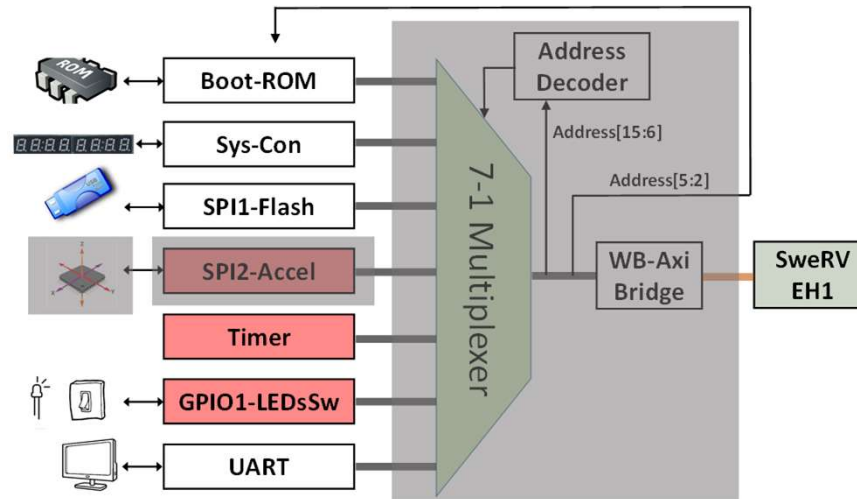 ROM
Boot-ROM
Address
Decoder
Sys-Con
Address[15:6]
Address[5:2]
SPI1-Flash
7-1 Multiplexer
SPI2-Accel
WB-Axi
Bridge
SweRV
EH1
Timer
GPIO1-LEDsSw
UART